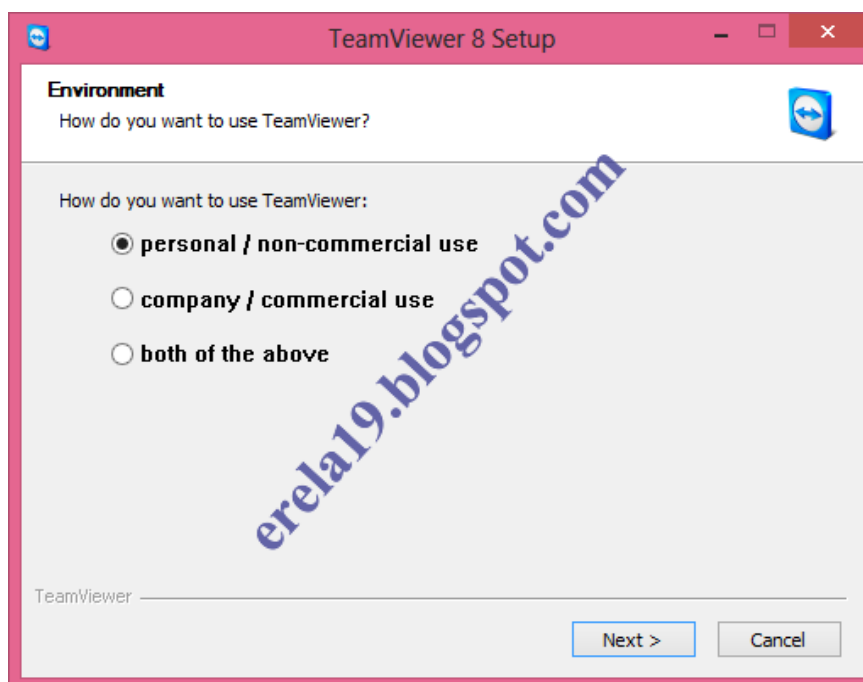 TeamViewer 8 Setup
Environment
How do you want to use TeamViewer?
How do you want to use TeamViewer:
personal / non-commercial use
company / commercial use
both of the above
erela19.blogspot.com
TeamViewer
Next >
Cancel